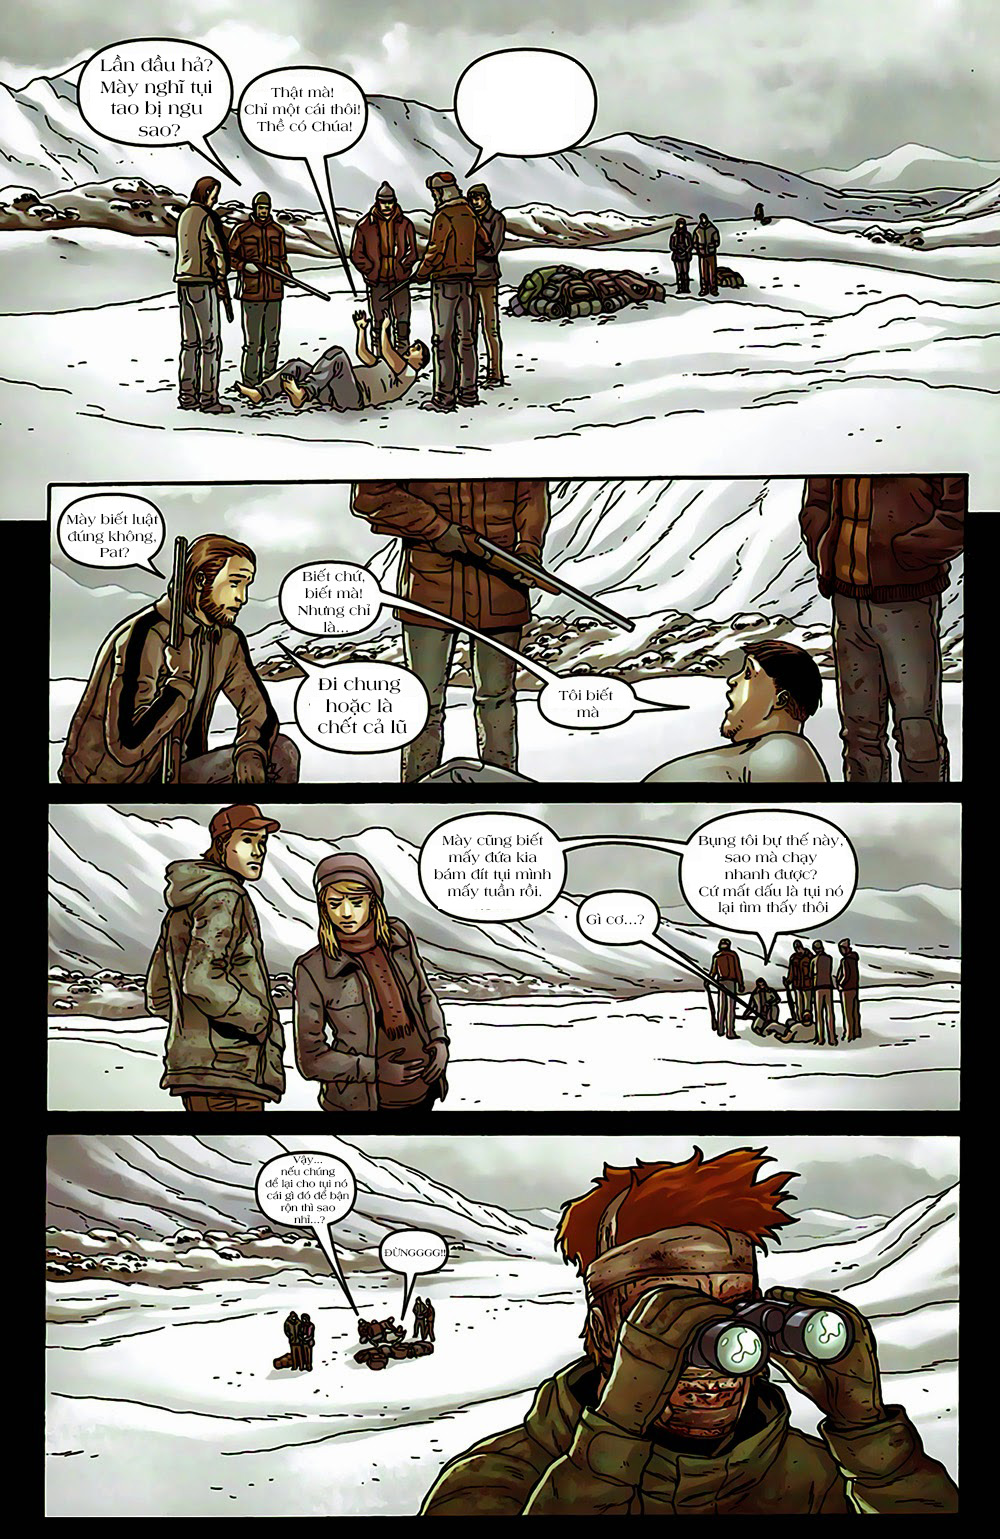 Lần đầu hả?
Mày nghĩ tụi
tao bị ngu
sao?
Thật mà!
Chỉ một cái thôi!
Thề có Chúa!
Mày biết luật
đúng không,
Pat?
Biết chứ,
biết mà!
Nhưng chỉ
là...
Đi chung
hoặc là
chết cả lũ
Tôi biết
mà
Mày cũng biết
mấy đứa kia
bám đít tụi mình
mấy tuần rồi.
Gì cơ...?
Bụng tôi bự thế này,
sao mà chạy
nhanh được?
Cứ mất dấu là tụi nó
lại tìm thấy thôi
Vậy...
nếu chúng
để lại cho tụi nó
cái gì đó để bận
rộn thì sao
nhỉ...?
ĐỪNGGGG!!